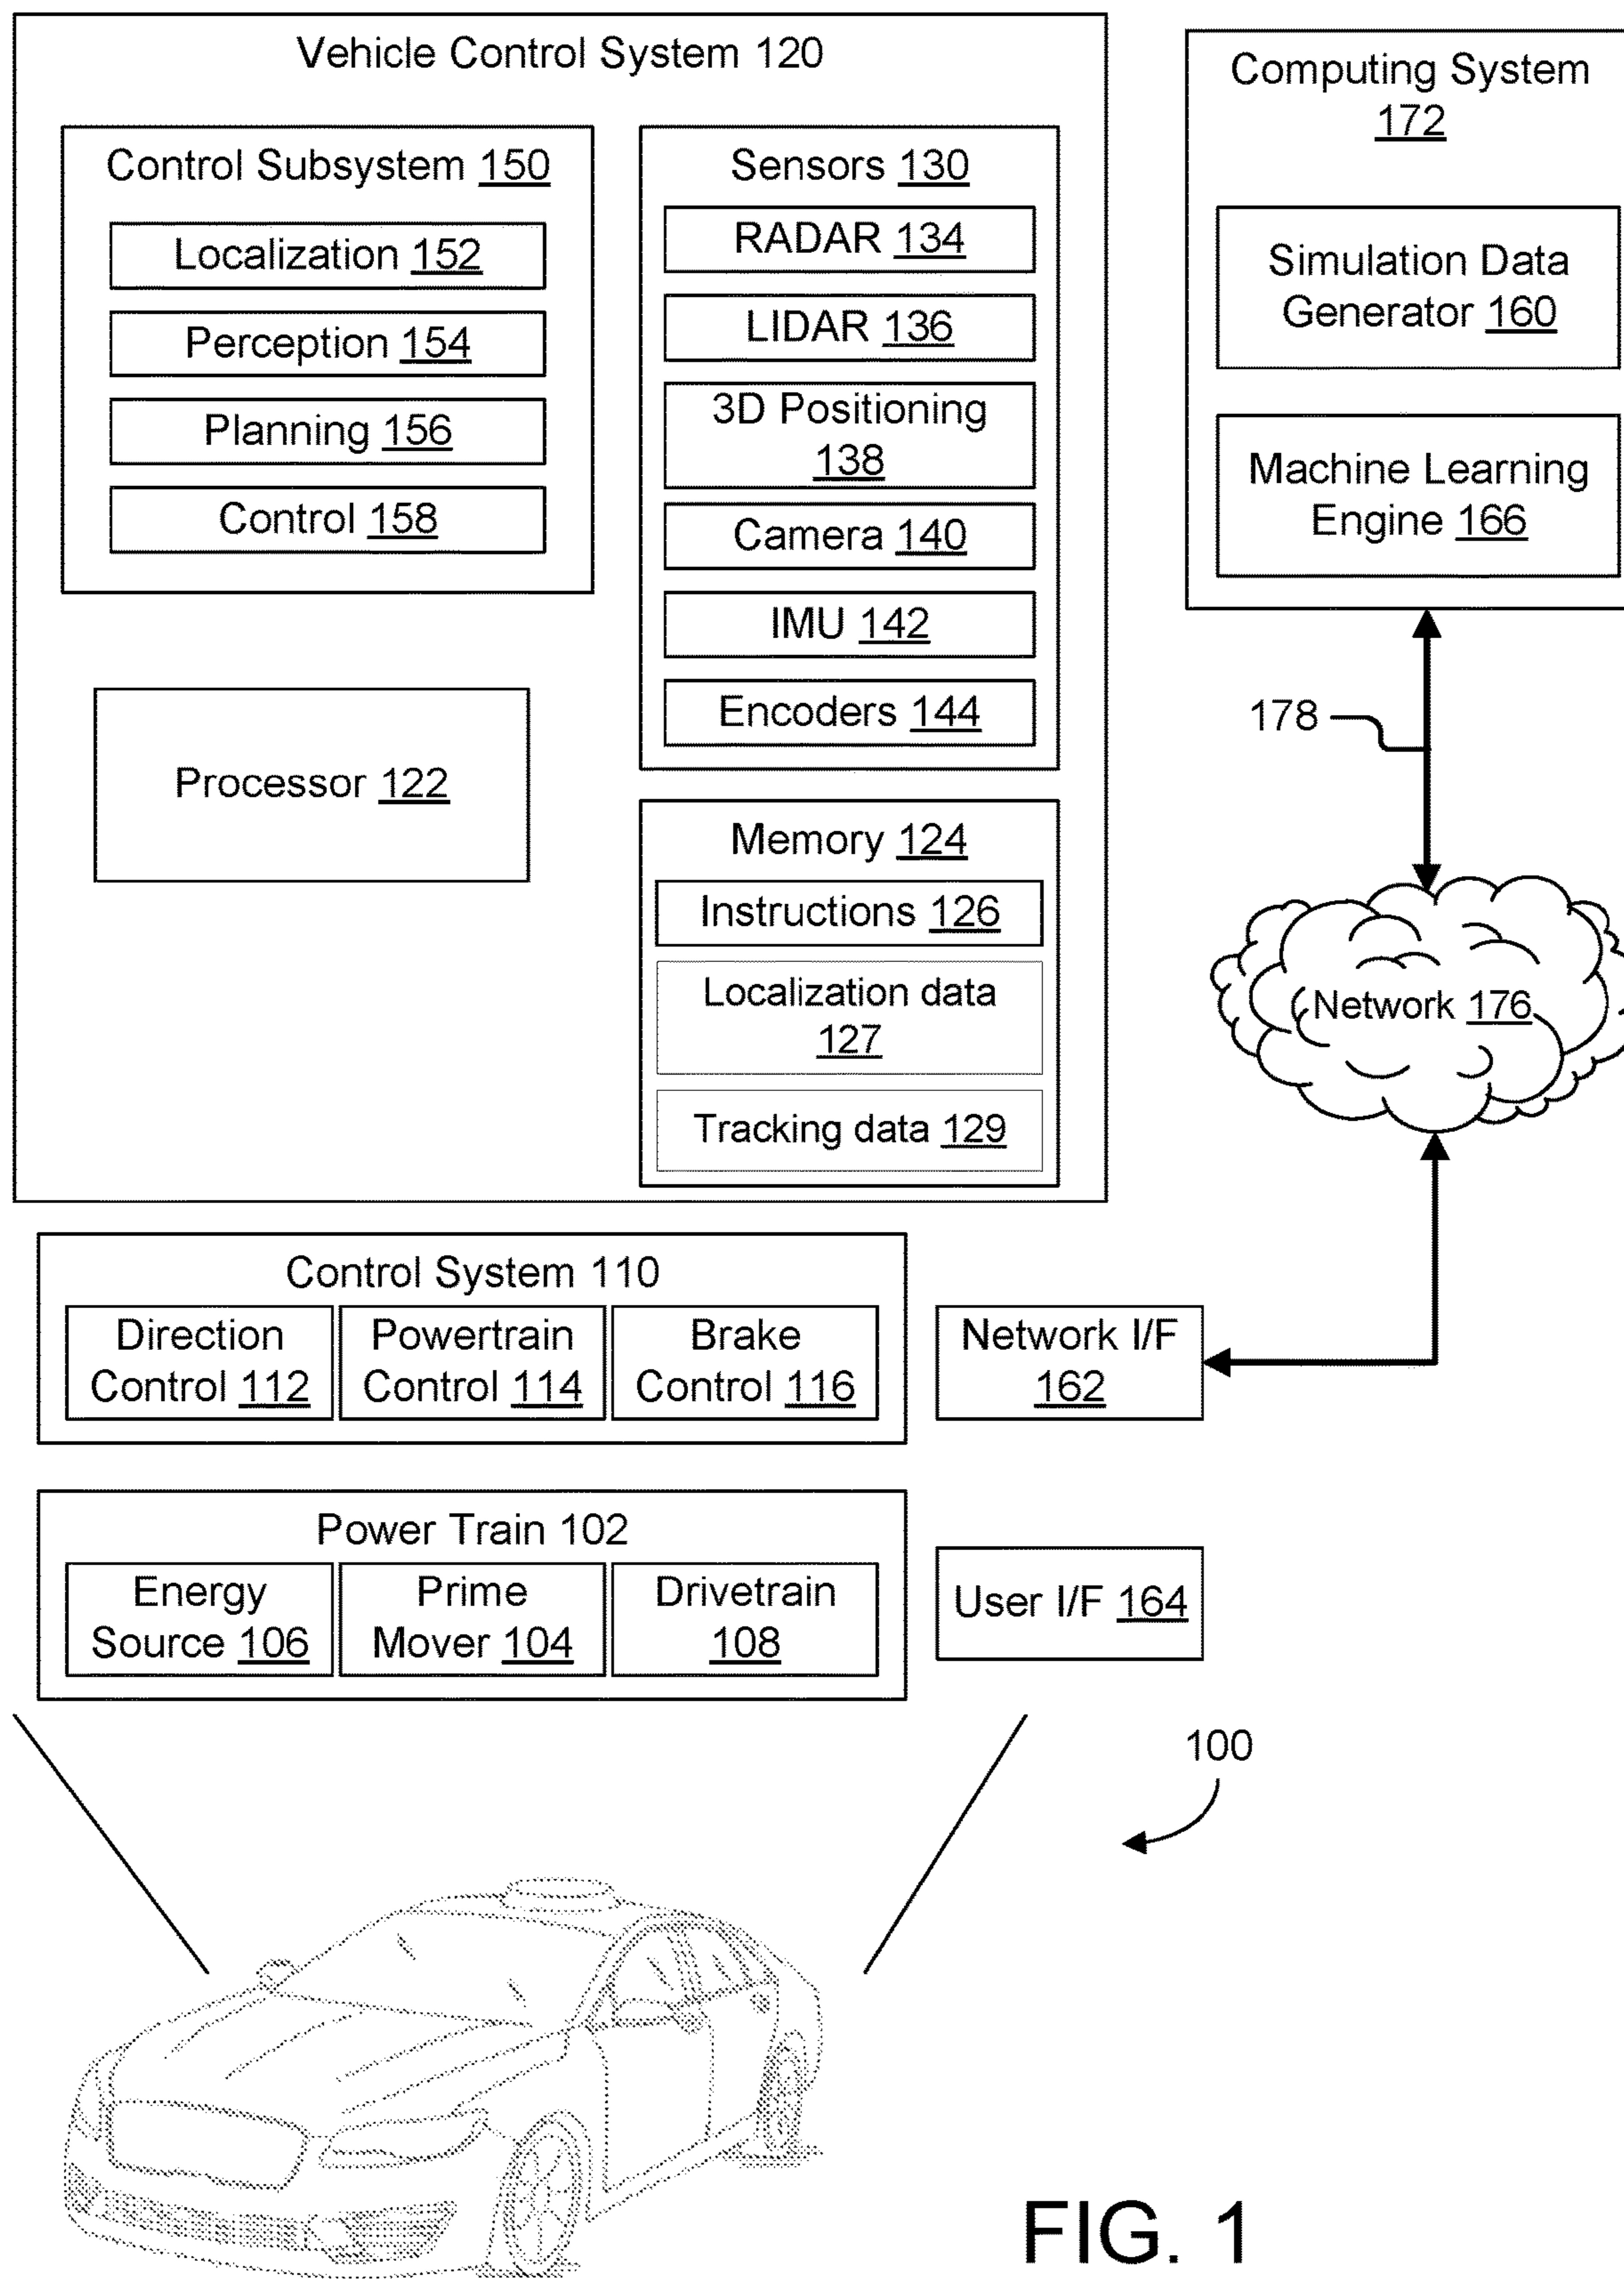 Vehicle Control System 120
Control Subsystem 150
Localization 152
Perception 154
Planning 156
Control 158
Processor 122
Sensors 130
RADAR 134
LIDAR 136
3D Positioning
138
Camera 140
IMU 142
Encoders 144
Memory 124
Instructions 126
Localization data
127
Tracking data 129
Computing System
172
Simulation Data
Generator 160
Machine Learning
Engine 166
178
Network 176
Control System 110
Direction
Control 112
Powertrain
Control 114
Brake
Control 116
Network I/F
162
Power Train 102
Energy
Source 106
Prime
Mover 104
Drivetrain
108
User I/F 164
100
FIG. 1